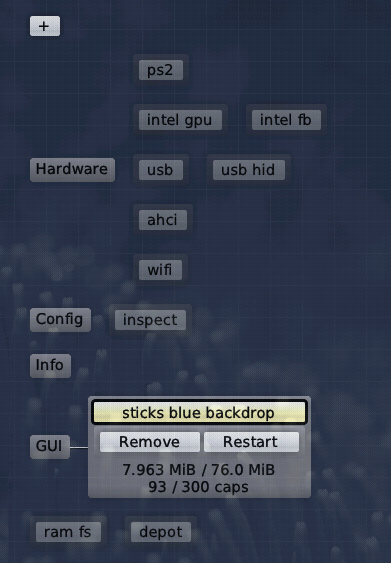 +
ps2
intel gpu intel fb
Hardware usb usb hid
ahci
wifi
Config inspect
Info
sticks blue backdrop
GUI
Remove Restart
7.963 MiB / 76.0 MiB
93 / 300 caps
ram fs depot